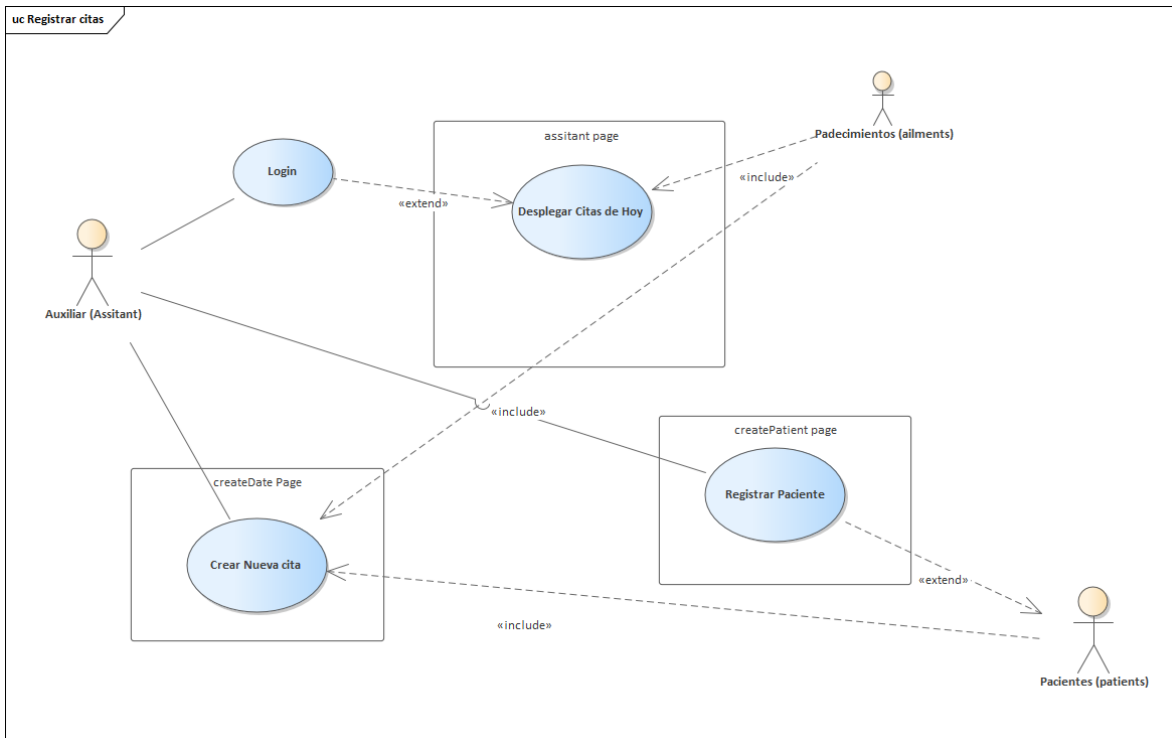 uc Registrar citas
assitant page
Padecimientos (ailments)
Login
«include»
«extend»
Desplegar Citas de Hoy
Auxiliar (Assitant)
«include»
createPatient page
Registrar Paciente
createDate Page
Crear Nueva cita
«extend»
«include»
Pacientes (patients)